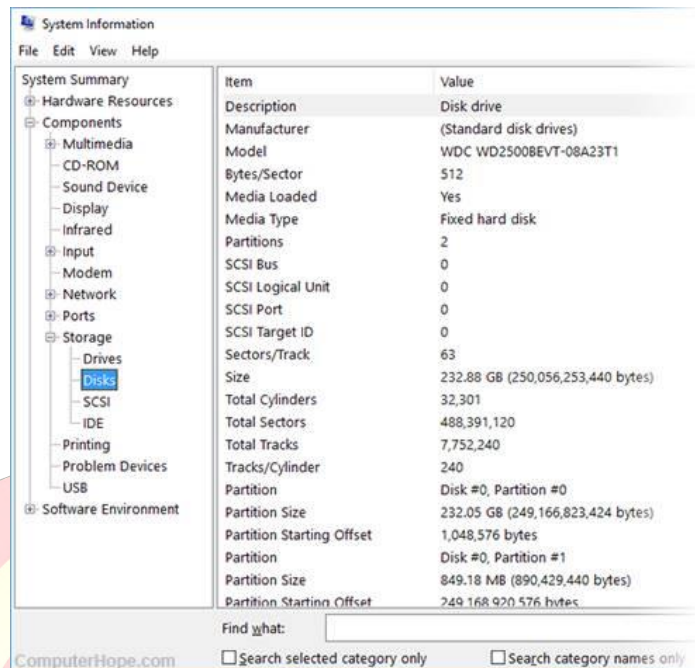 System Information
File Edit View Help
System Summary
Hardware Resources
Components
Multimedia
CD-ROM
Sound Device
Display
Infrared
Input
Modem
Network
Ports
Storage
Drives
Disks
SCSI
IDE
Printing
Problem Devices
USB
Software Environment
Item Value
Description Disk drive
Manufacturer (Standard disk drives)
Model WDC WD2500BEVT-08A23T1
Bytes/Sector 512
Media Loaded Yes
Media Type Fixed hard disk
Partitions 2
SCSI Bus 0
SCSI Logical Unit 0
SCSI Port 0
SCSI Target ID 0
Sectors/Track 63
Size 232.88 GB (250,056,253,440 bytes)
Total Cylinders 32,301
Total Sectors 488,391,120
Total Tracks 7,752,240
Tracks/Cylinder 240
Partition Disk #0, Partition #0
Partition Size 232.05 GB (249,166,823,424 bytes)
Partition Starting Offset 1,048,576 bytes
Partition Disk #0, Partition #1
Partition Size 849.18 MB (890,429,440 bytes)
Partition Starting Offset 249,168,920,576 bytes
Find what:
Search selected category only Search category names only
ComputerHope.com